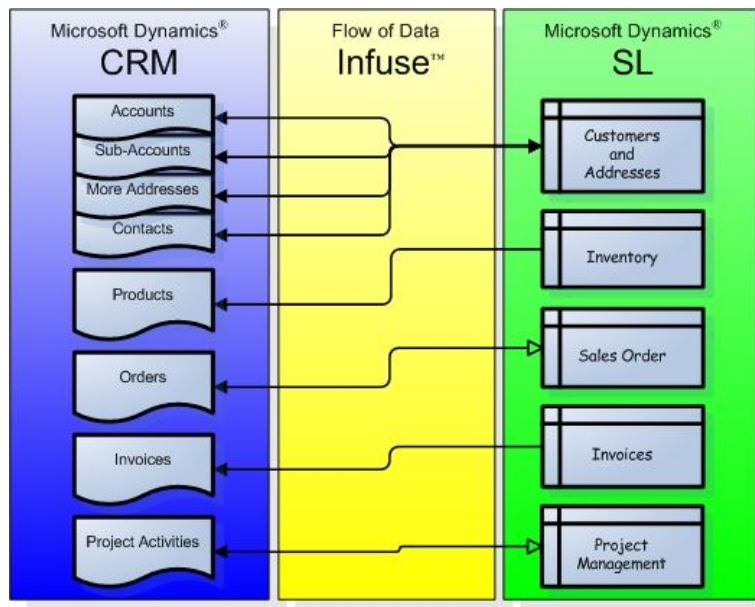 Microsoft Dynamics®
CRM
Accounts
Sub-Accounts
More Addresses
Contacts
Products
Orders
Invoices
Project Activities
Flow of Data
Infuse™
Microsoft Dynamics®
SL
Customers
and
Addresses
Inventory
Sales Order
Invoices
Project
Management